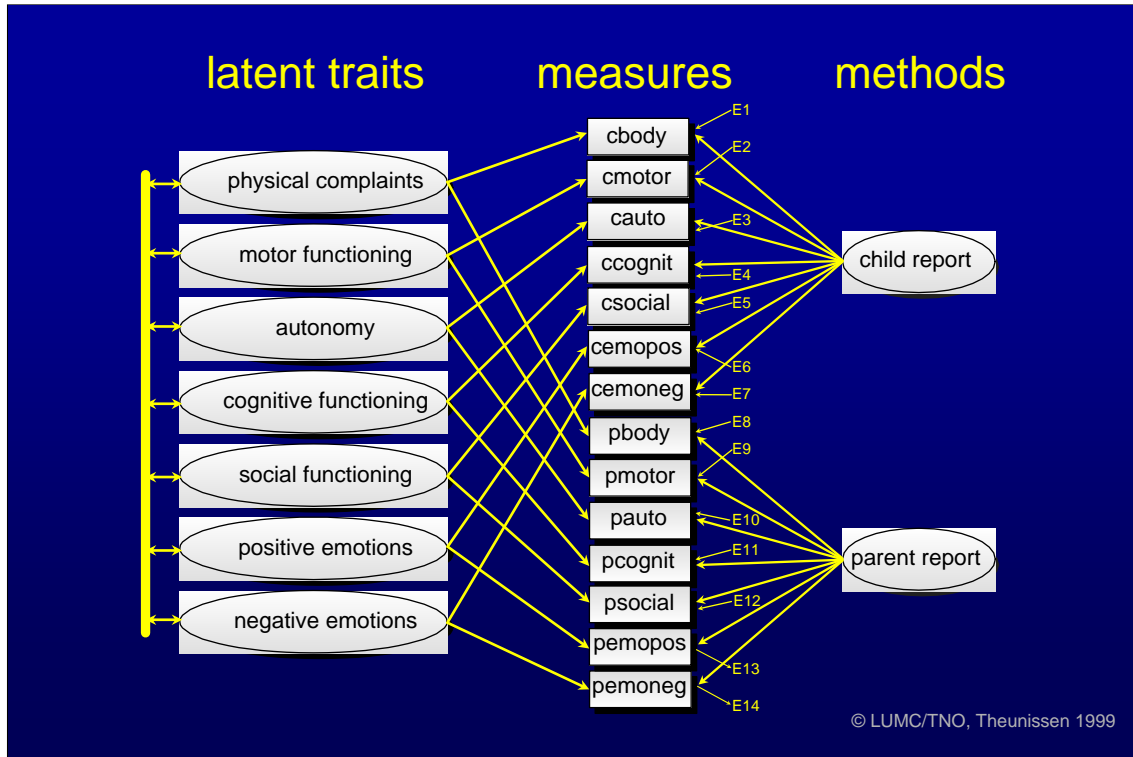 latent traits
measures
methods
physical complaints
motor functioning
autonomy
cognitive functioning
social functioning
positive emotions
negative emotions
cbody
cmotor
cauto
ccognit
csocial
cemopos
cemoneg
pbody
pmotor
pauto
pcognit
psocial
pemopos
pemoneg
E1
E2
E3
E4
E5
E6
E7
E8
E9
E10
E11
E12
E13
E14
child report
parent report
© LUMC/TNO, Theunissen 1999